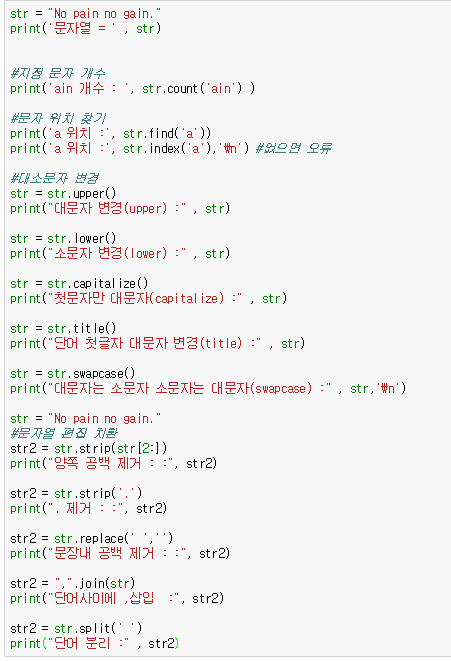 str = "No pain no gain."
print('문자열 = ' , str)
#지정 문자 개수
print('ain 개수 : ', str.count('ain') )
#문자 위치 찾기
print('a 위치 :', str.find('a'))
print('a 위치 :', str.index('a'),'₩n') #없으면 오류
#대소문자 변경
str = str.upper()
print("대문자 변경(upper) :" , str)
str = str.lower()
print("소문자 변경(lower) :" , str)
str = str.capitalize()
print("첫문자만 대문자(capitalize) :" , str)
str = str.title()
print("단어 첫글자 대문자 변경(title) :" , str)
str = str.swapcase()
print("대문자는 소문자 소문자는 대문자(swapcase) :" , str,'₩n')
str = "No pain no gain."
#문자열 편집 치환
str2 = str.strip(str[2:])
print("양쪽 공백 제거 : :", str2)
str2 = str.strip('.')
print(". 제거 : :", str2)
str2 = str.replace(' ','')
print("문장내 공백 제거 : :", str2)
str2 = ",".join(str)
print("단어사이에 ,삽입  :", str2)
str2 = str.split(' ')
print("단어 분리 :" , str2)